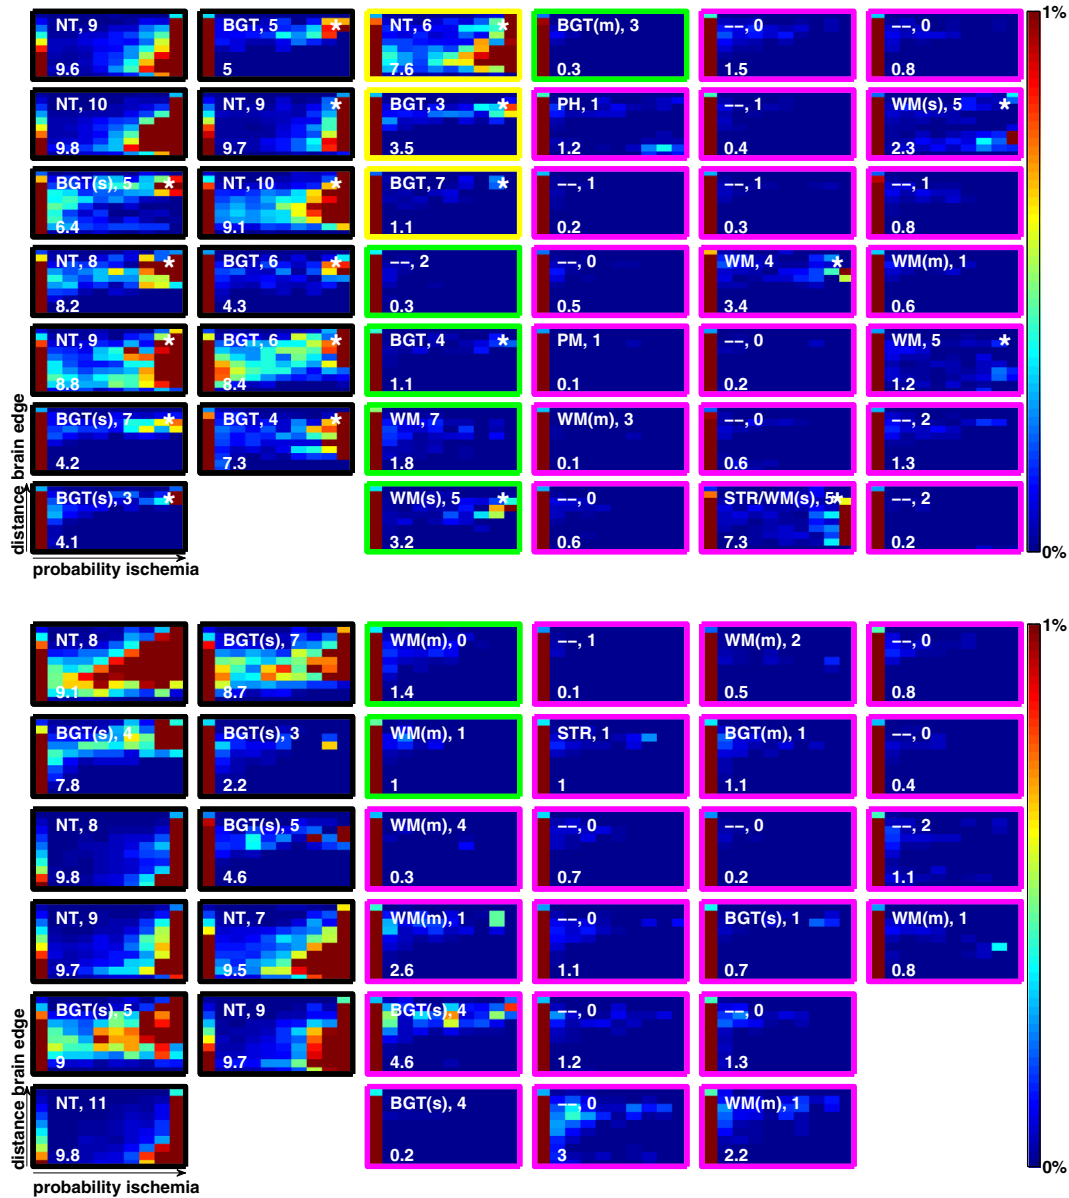 NT, 9 BGT, 5 * NT, 6 * BGT(m), 3 −−, 0 −−, 0 1%
9.6 5 7.6 0.3 1.5 0.8
NT, 10 NT, 9 * BGT, 3 * PH, 1 −−, 1 WM(s), 5 *
9.8 9.7 3.5 1.2 0.4 2.3
BGT(s), 5 * NT, 10 * BGT, 7 * −−, 1 −−, 1 −−, 1
6.4 9.1 1.1 0.2 0.3 0.8
NT, 8 * BGT, 6 * −−, 2 −−, 0 WM, 4 * WM(m), 1
8.2 4.3 0.3 0.5 3.4 0.6
NT, 9 * BGT, 6 * BGT, 4 * PM, 1 −−, 0 WM, 5 *
8.8 8.4 1.1 0.1 0.2 1.2
BGT(s), 7 * BGT, 4 * WM, 7 WM(m), 3 −−, 0 −−, 2
4.2 7.3 1.8 0.1 0.6 1.3
BGT(s), 3 * WM(s), 5 * −−, 0 STR/WM(s), 5* −−, 2
4.1 3.2 0.6 7.3 0.2 0%
distance brain edge
probability ischemia
NT, 8 BGT(s), 7 WM(m), 0 −−, 1 WM(m), 2 −−, 0 1%
9.1 8.7 1.4 0.1 0.5 0.8
BGT(s), 4 BGT(s), 3 WM(m), 1 STR, 1 BGT(m), 1 −−, 0
7.8 2.2 1 1 1.1 0.4
NT, 8 BGT(s), 5 WM(m), 4 −−, 0 −−, 0 −−, 2
9.8 4.6 0.3 0.7 0.2 1.1
NT, 9 NT, 7 WM(m), 1 −−, 0 BGT(s), 1 WM(m), 1
9.7 9.5 2.6 1.1 0.7 0.8
BGT(s), 5 NT, 9 BGT(s), 4 −−, 0 −−, 0
9 9.7 4.6 1.2 1.3
NT, 11 BGT(s), 4 −−, 0 WM(m), 1
9.8 0.2 3 2.2 0%
distance brain edge
probability ischemia